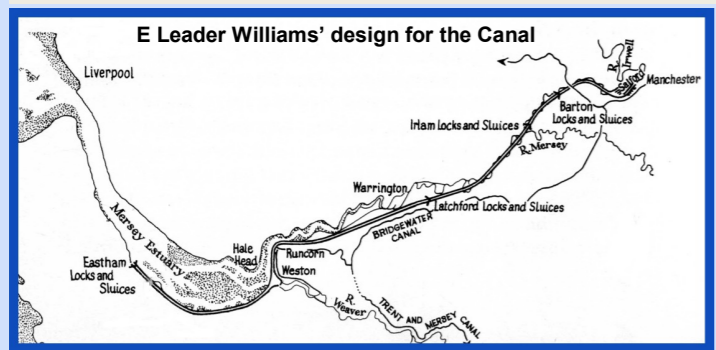 E Leader Williams’ design for the Canal
Liverpool
R. Irwell
Salford
Manchester
Barton
Locks and Sluices
Irlam Locks and Sluices
R. Mersey
Warrington
Latchford Locks and Sluices
BRIDGEWATER
CANAL
Mersey Estuary
Hale
Head
Runcorn
Weston
Eastham
Locks
and
Sluices
R.
Weaver
TRENT AND MERSEY CANAL